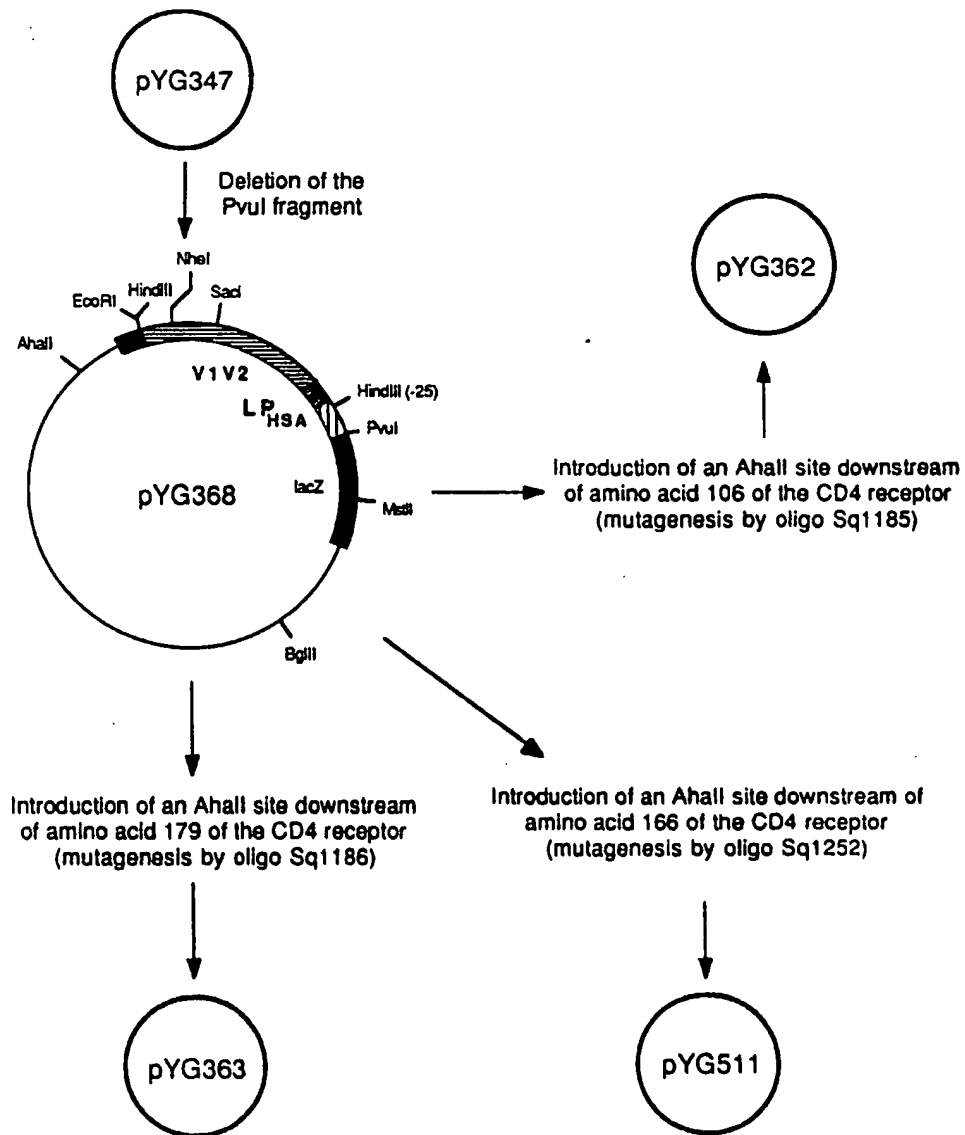 pYG347
Deletion of the
PvuI fragment
NheI
HindIII
SacI
EcoRI
AhaII
V1V2
HindIII (-25)
LP HSA
PvuI
lacZ
MstII
pYG368
BglII
pYG362
Introduction of an AhaII site downstream
of amino acid 106 of the CD4 receptor
(mutagenesis by oligo Sq1185)
Introduction of an AhaII site downstream
of amino acid 179 of the CD4 receptor
(mutagenesis by oligo Sq1186)
Introduction of an AhaII site downstream of
amino acid 166 of the CD4 receptor
(mutagenesis by oligo Sq1252)
pYG363
pYG511